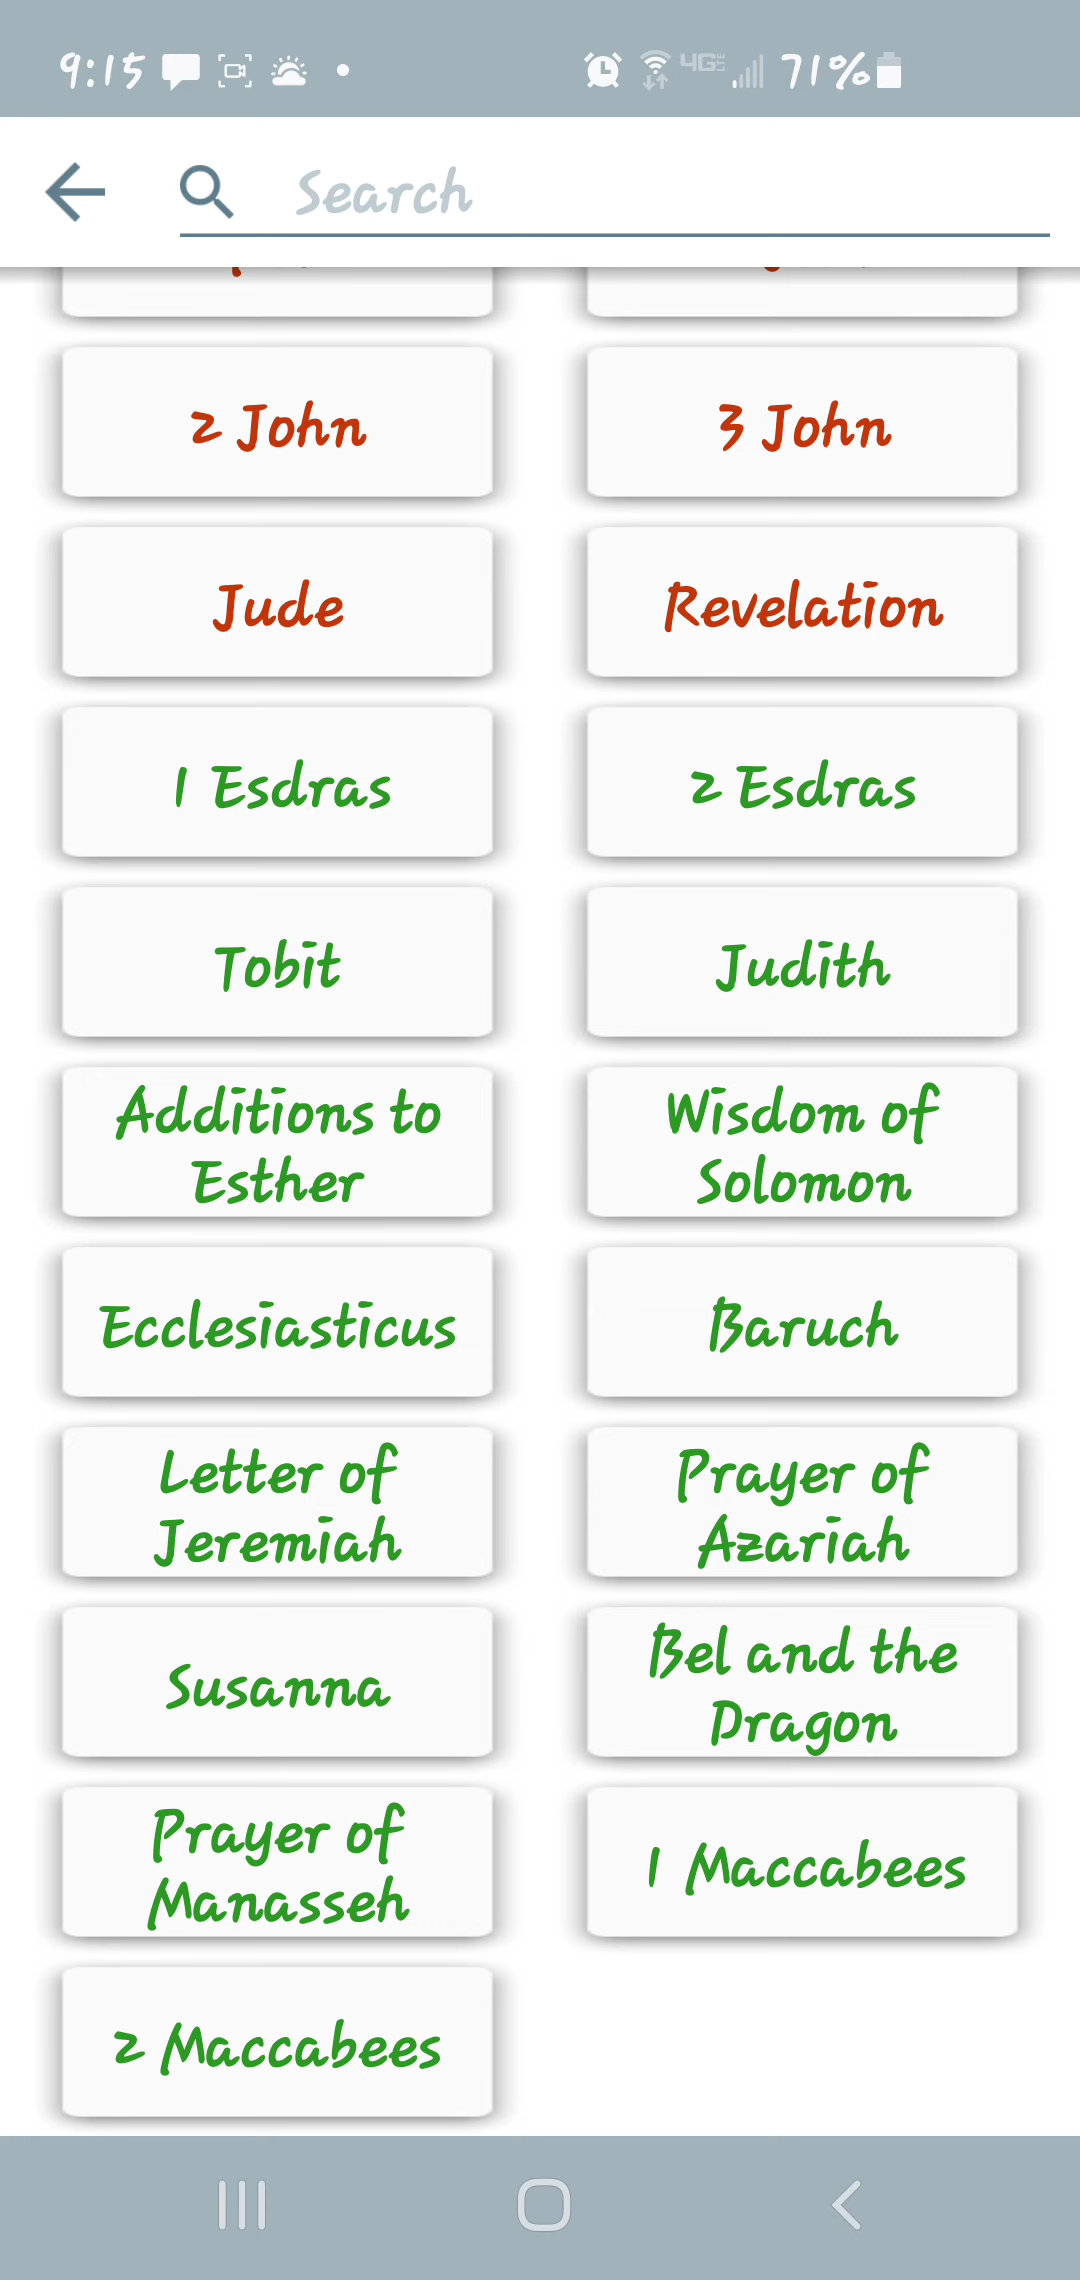 9:15 4G LTE 71%
Search
2 John
3 John
Jude
Revelation
1 Esdras
2 Esdras
Tobit
Judith
Additions to
Esther
Wisdom of
Solomon
Ecclesiasticus
Baruch
Letter of
Jeremiah
Prayer of
Azariah
Susanna
Bel and the
Dragon
Prayer of
Manasseh
1 Maccabees
2 Maccabees